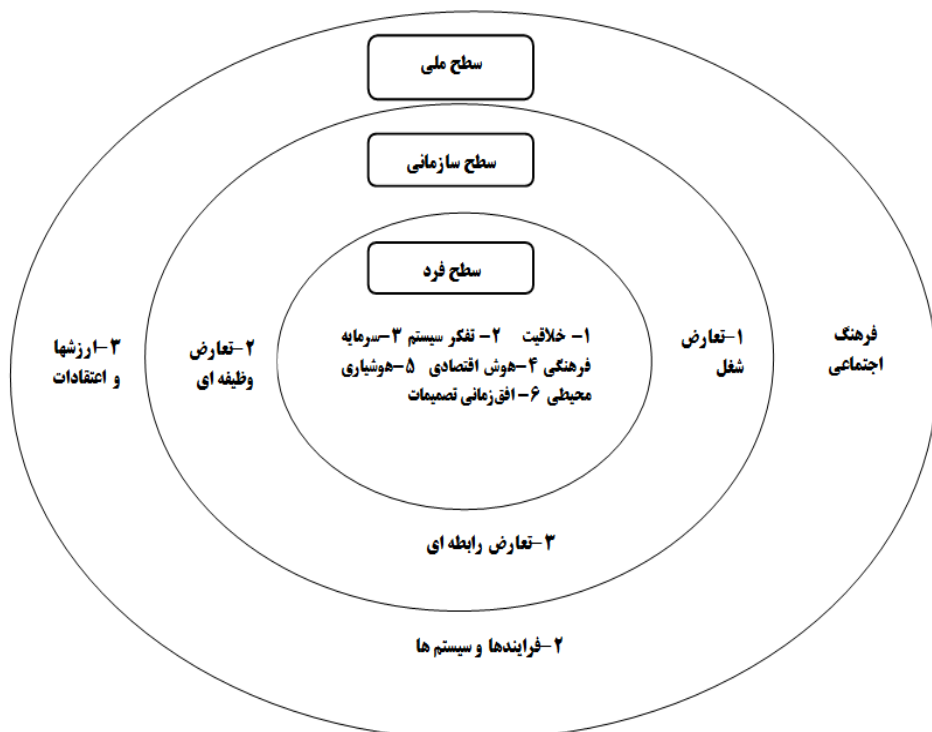 سطح ملی
سطح سازمانی
سطح فرد
۱- خلاقیت ۲- تفکر سیستم ۳-سرمایه
فرهنگی ۴-هوش اقتصادی ۵-هوشیاری
محیطی ۶- افق‌زمانی تصمیمات
۱-تعارض
شغل
۲-تعارض
وظیفه ای
۳-تعارض رابطه ای
فرهنگ
اجتماعی
۲-فرایندها و سیستم ها
۳-ارزشها
و اعتقادات